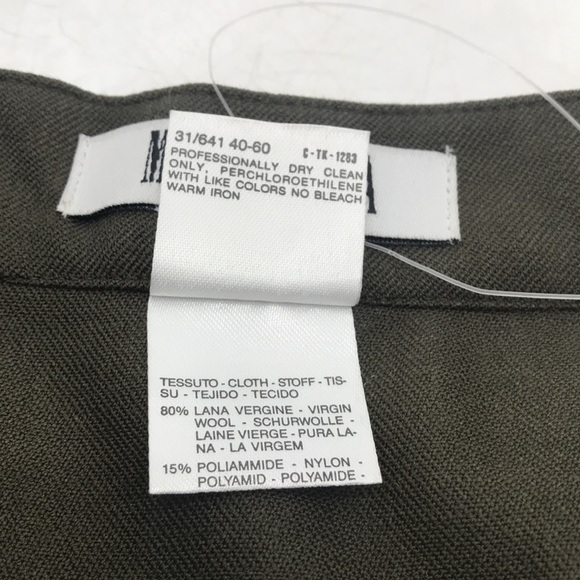 31/641 40-60 C-TK-1283
PROFESSIONALLY DRY CLEAN
ONLY, PERCHLOROETHILENE
WITH LIKE COLORS NO BLEACH
WARM IRON
TESSUTO - CLOTH - STOFF - TIS-
SU - TEJIDO - TECIDO
80% LANA VERGINE - VIRGIN
WOOL - SCHURWOLLE -
LAINE VIERGE - PURA LA-
NA - LA VIRGEM
15% POLIAMMIDE - NYLON -
POLYAMID - POLYAMIDE -